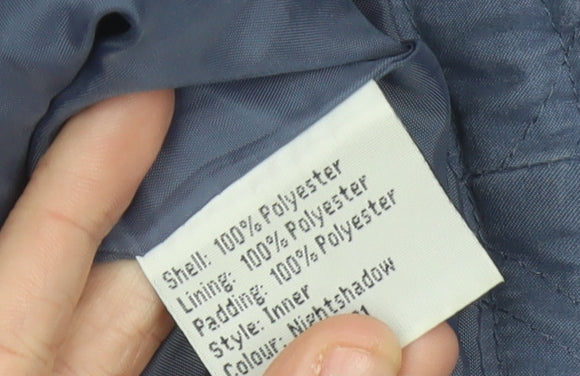 Shell: 100% Polyester
Lining: 100% Polyester
Padding: 100% Polyester
Style: Inner
Colour: Nightshadow